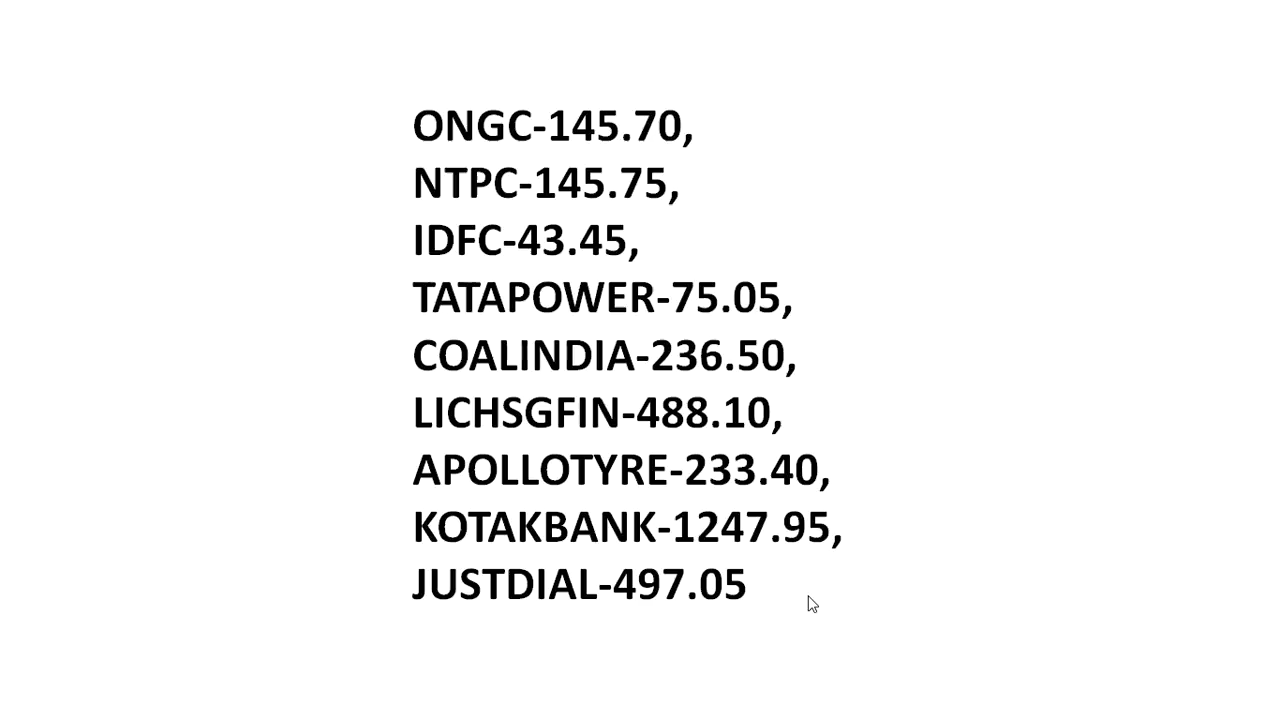 ONGC-145.70,
NTPC-145.75,
IDFC-43.45,
TATAPOWER-75.05,
COALINDIA-236.50,
LICHSGFIN-488.10,
APOLLOTYRE-233.40,
KOTAKBANK-1247.95,
JUSTDIAL-497.05